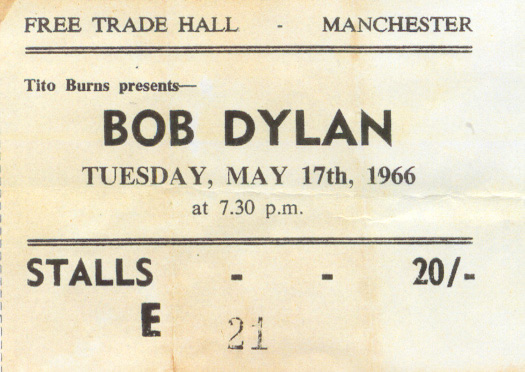 FREE TRADE HALL - MANCHESTER
Tito Burns presents—
BOB DYLAN
TUESDAY, MAY 17th, 1966
at 7.30 p.m.
STALLS - - 20/-
E 21